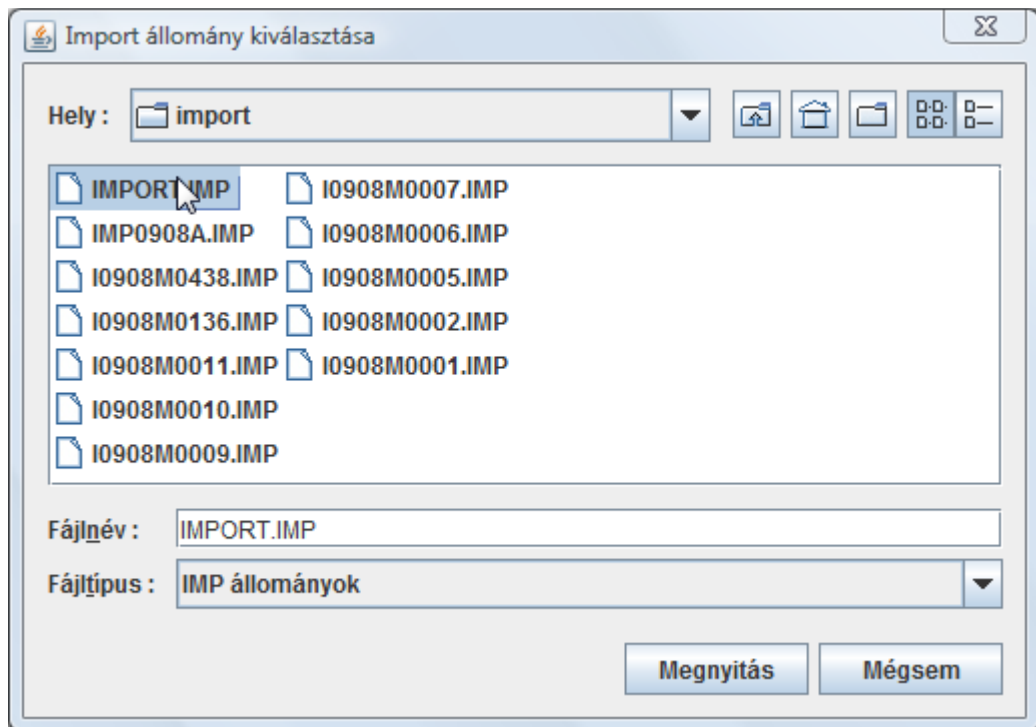 Import állomány kiválasztása
Hely : import
IMPORT.IMP I0908M0007.IMP
IMP0908A.IMP I0908M0006.IMP
I0908M0438.IMP I0908M0005.IMP
I0908M0136.IMP I0908M0002.IMP
I0908M0011.IMP I0908M0001.IMP
I0908M0010.IMP
I0908M0009.IMP
Fájlnév : IMPORT.IMP
Fájltípus : IMP állományok
Megnyitás Mégsem